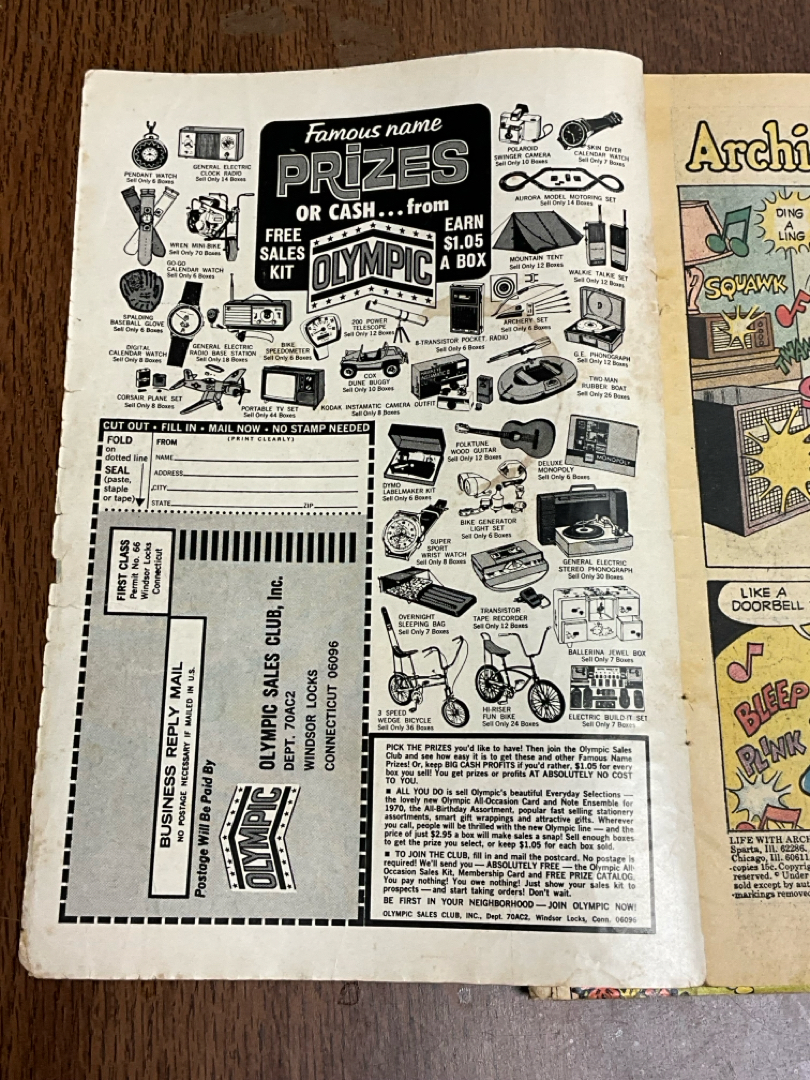 Famous name
PRIZES
OR CASH...from
FREE
SALES
KIT
OLYMPIC
EARN
$1.05
A BOX
PENDANT WATCH
Sell Only 6 Boxes
GENERAL ELECTRIC
CLOCK RADIO
Sell Only 14 Boxes
POLAROID
SWINGER CAMERA
Sell Only 10 Boxes
SKIN DIVER
CALENDAR WATCH
Sell Only 7 Boxes
AURORA MODEL MOTORING SET
Sell Only 14 Boxes
WREN MINI-BIKE
Sell Only 70 Boxes
GO-GO
CALENDAR WATCH
Sell Only 6 Boxes
MOUNTAIN TENT
Sell Only 12 Boxes
WALKIE TALKIE SET
Sell Only 12 Boxes
SPALDING
BASEBALL GLOVE
Sell Only 6 Boxes
DIGITAL
CALENDAR WATCH
Sell Only 8 Boxes
GENERAL ELECTRIC
RADIO BASE STATION
Sell Only 18 Boxes
BIKE
SPEEDOMETER
Sell Only 6 Boxes
200 POWER
TELESCOPE
Sell Only 12 Boxes
8-TRANSISTOR POCKET RADIO
Sell Only 6 Boxes
ARCHERY SET
Sell Only 6 Boxes
G.E. PHONOGRAPH
Sell Only 12 Boxes
CORSAIR PLANE SET
Sell Only 8 Boxes
PORTABLE TV SET
Sell Only 44 Boxes
COX
DUNE BUGGY
Sell Only 10 Boxes
KODAK INSTAMATIC CAMERA OUTFIT
Sell Only 8 Boxes
TWO-MAN
RUBBER BOAT
Sell Only 26 Boxes
CUT OUT • FILL IN • MAIL NOW • NO STAMP NEEDED
FOLD
on
dotted line
SEAL
(paste,
staple
or tape)
FROM
(PRINT CLEARLY)
NAME
ADDRESS
CITY
STATE ZIP
FIRST CLASS
Permit No. 66
Windsor Locks
Connecticut
BUSINESS REPLY MAIL
NO POSTAGE NECESSARY IF MAILED IN U.S.
Postage Will Be Paid By
OLYMPIC
OLYMPIC SALES CLUB, Inc.
DEPT. 70AC2
WINDSOR LOCKS
CONNECTICUT 06096
DYMO
LABELMAKER KIT
Sell Only 6 Boxes
FOLKTUNE
WOOD GUITAR
Sell Only 12 Boxes
MONOPOLY
DELUXE
MONOPOLY
Sell Only 6 Boxes
SUPER
SPORT
WRIST WATCH
Sell Only 8 Boxes
BIKE GENERATOR
LIGHT SET
Sell Only 6 Boxes
GENERAL ELECTRIC
STEREO PHONOGRAPH
Sell Only 30 Boxes
OVERNIGHT
SLEEPING BAG
Sell Only 7 Boxes
TRANSISTOR
TAPE RECORDER
Sell Only 12 Boxes
BALLERINA JEWEL BOX
Sell Only 7 Boxes
3 SPEED
WEDGE BICYCLE
Sell Only 36 Boxes
HI-RISER
FUN BIKE
Sell Only 24 Boxes
ELECTRIC BUILD-IT SET
Sell Only 7 Boxes
PICK THE PRIZES you'd like to have! Then join the Olympic Sales
Club and see how easy it is to get these and other Famous Name
Prizes! Or, keep BIG CASH PROFITS if you'd rather, $1.05 for every
box you sell! You get prizes or profits AT ABSOLUTELY NO COST
TO YOU.
■ ALL YOU DO is sell Olympic's beautiful Everyday Selections —
the lovely new Olympic All-Occasion Card and Note Ensemble for
1970, the All-Birthday Assortment, popular fast selling stationery
assortments, smart gift wrappings and attractive gifts. Wherever
you call, people will be thrilled with the new Olympic line — and the
price of just $2.95 a box will make sales a snap! Sell enough boxes
to get the prize you select, or keep $1.05 for each box sold.
■ TO JOIN THE CLUB, fill in and mail the postcard. No postage is
required! We'll send you — ABSOLUTELY FREE — the Olympic All-
Occasion Sales Kit, Membership Card and FREE PRIZE CATALOG.
You pay nothing! You owe nothing! Just show your sales kit to
prospects — and start taking orders! Don't wait.
BE FIRST IN YOUR NEIGHBORHOOD — JOIN OLYMPIC NOW!
OLYMPIC SALES CLUB, INC., Dept. 70AC2, Windsor Locks, Conn. 06096
Archi
DING
A
LING
SQUAWK
LIKE A
DOORBELL
BLEEP
PLINK
LIFE WITH ARCH
Sparta, Ill. 62286.
Chicago, Ill. 60611
copies 15c. Copyrig
reserved. © Under
sold except by aut
markings remove